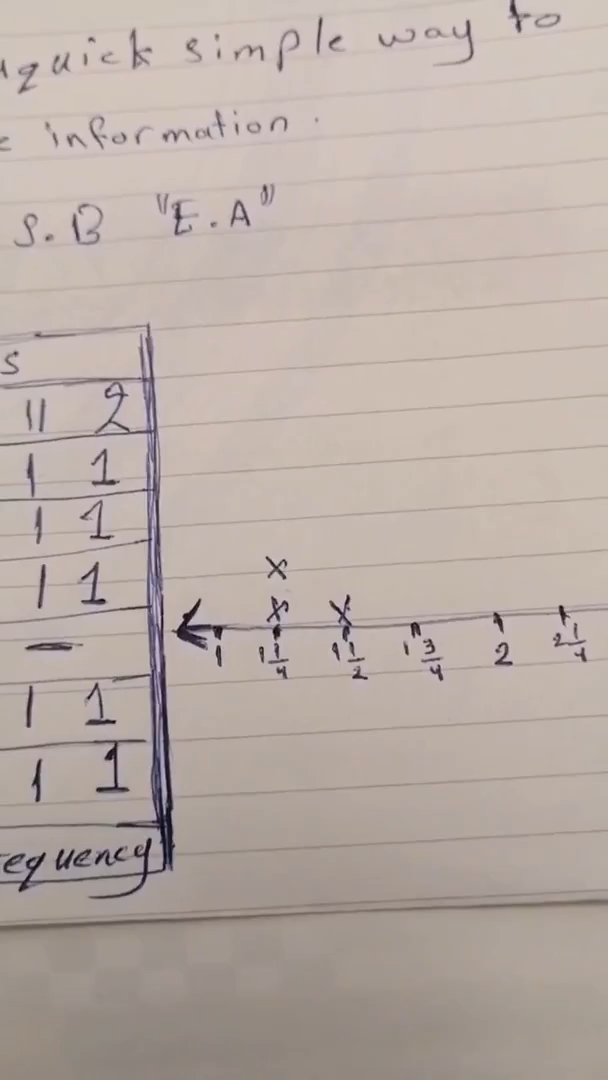 quick simple way to
information.
S.B "E.A"
s
11 2
1 1
1 1
1 1
—
1 1
1 1
equency
x
x x
1 1 1/4 1 1/2 1 3/4 2 2 1/4